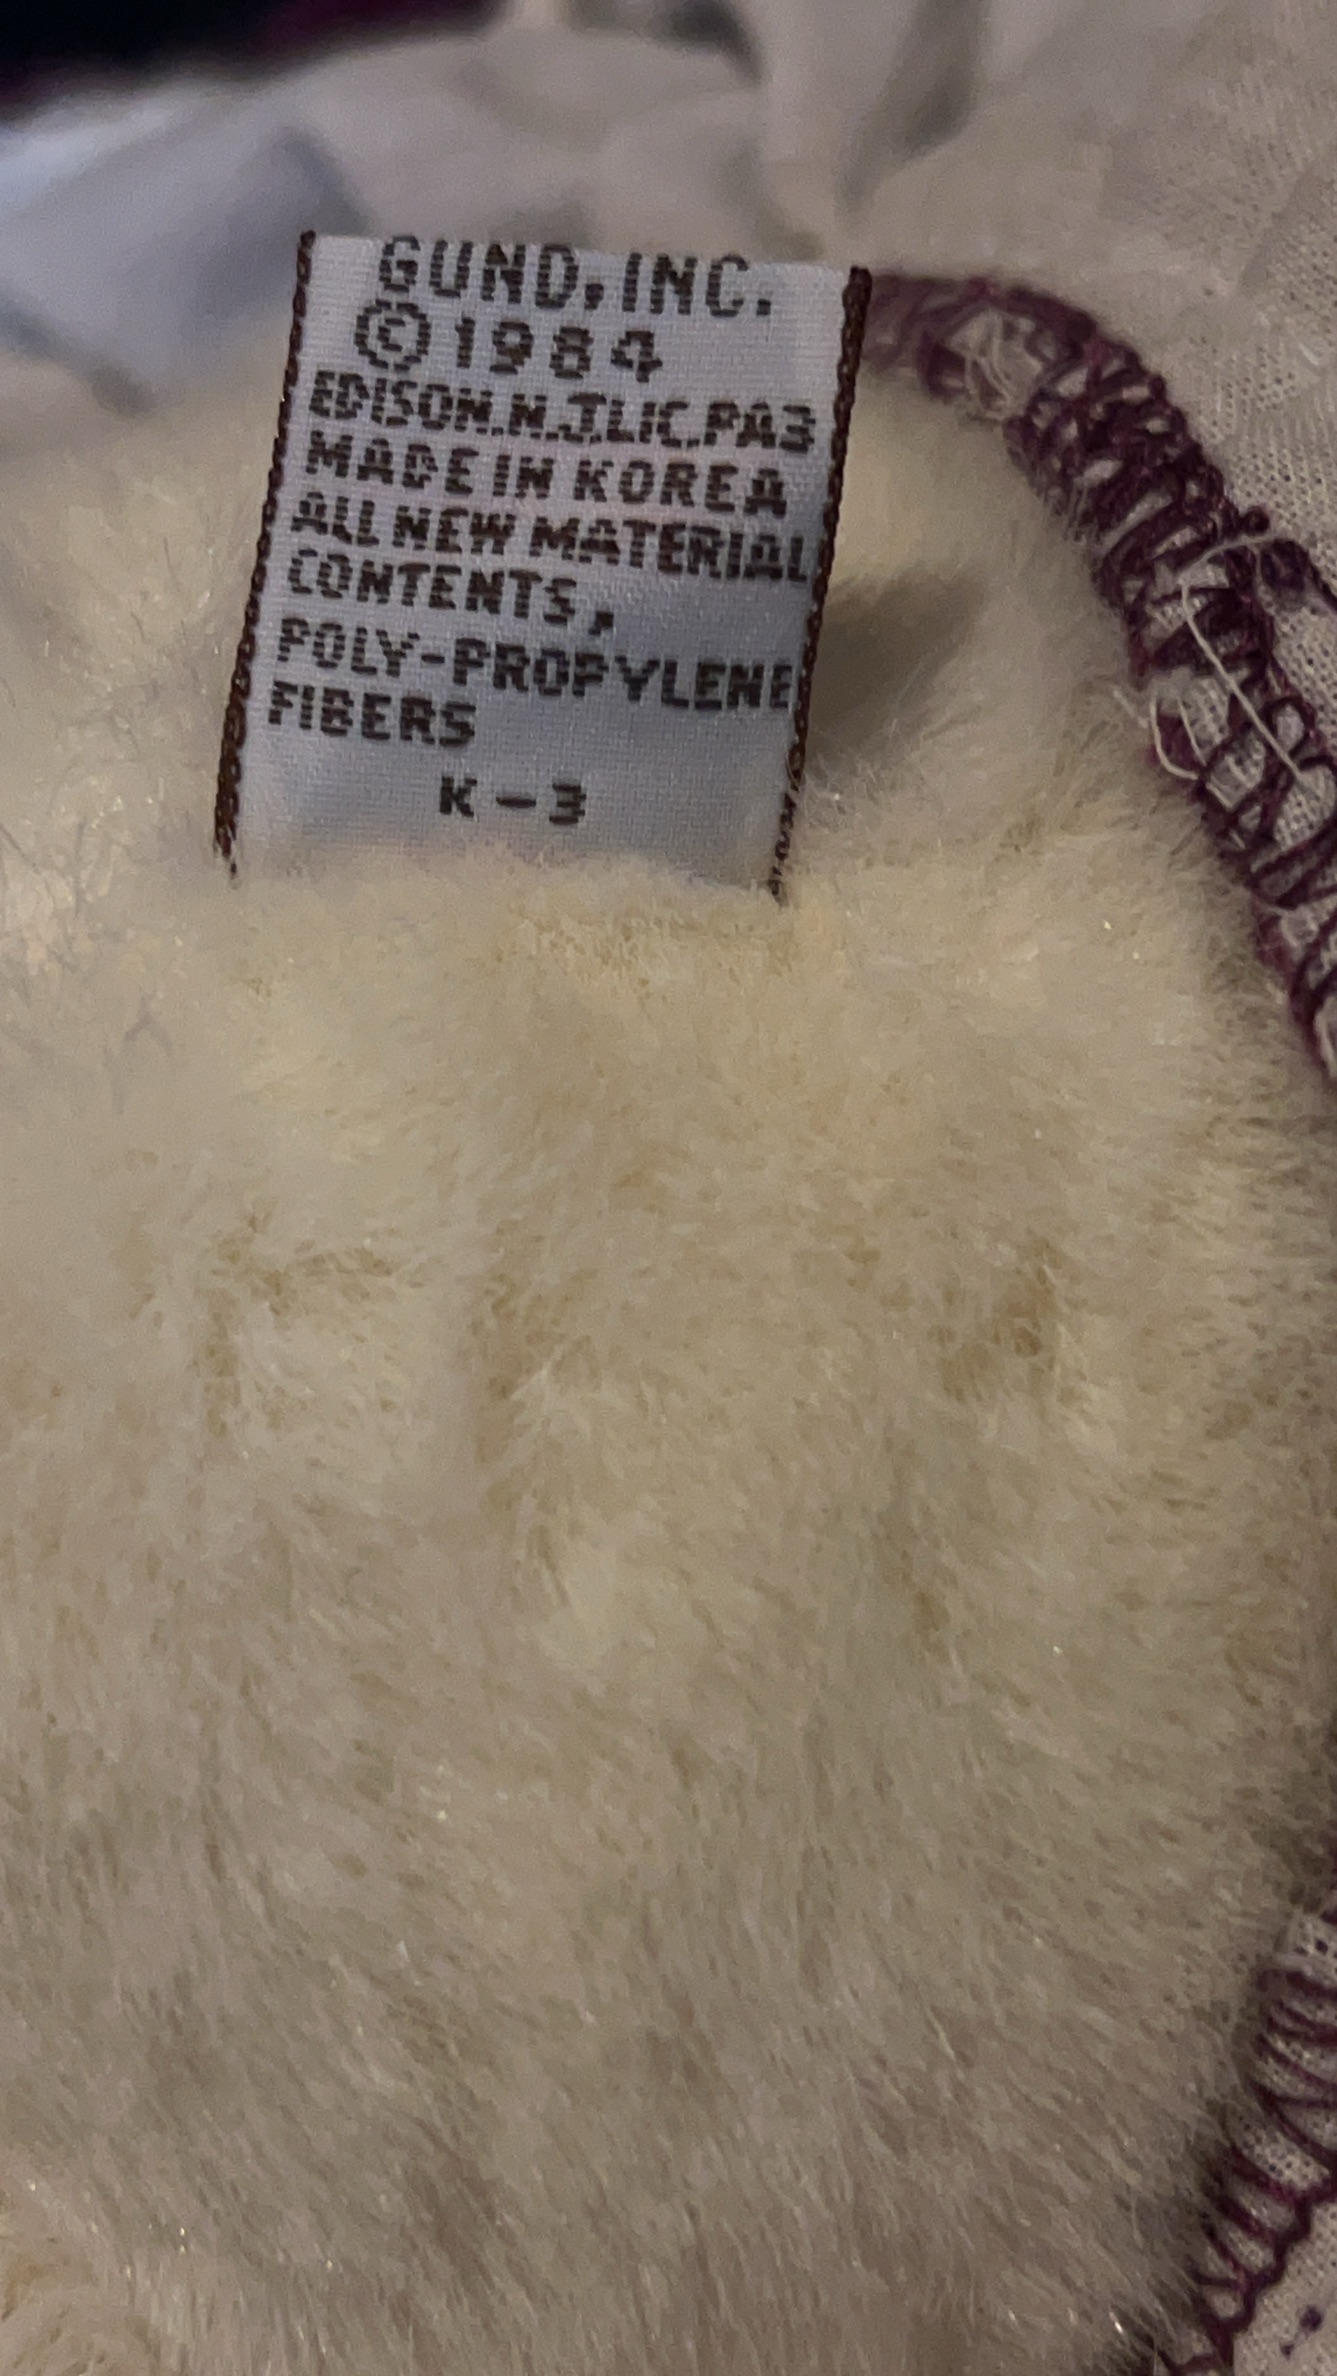 GUND, INC.
© 1984
EDISON.N.J.LIC.PA3
MADE IN KOREA
ALL NEW MATERIAL
CONTENTS,
POLY-PROPYLENE
FIBERS
K-3